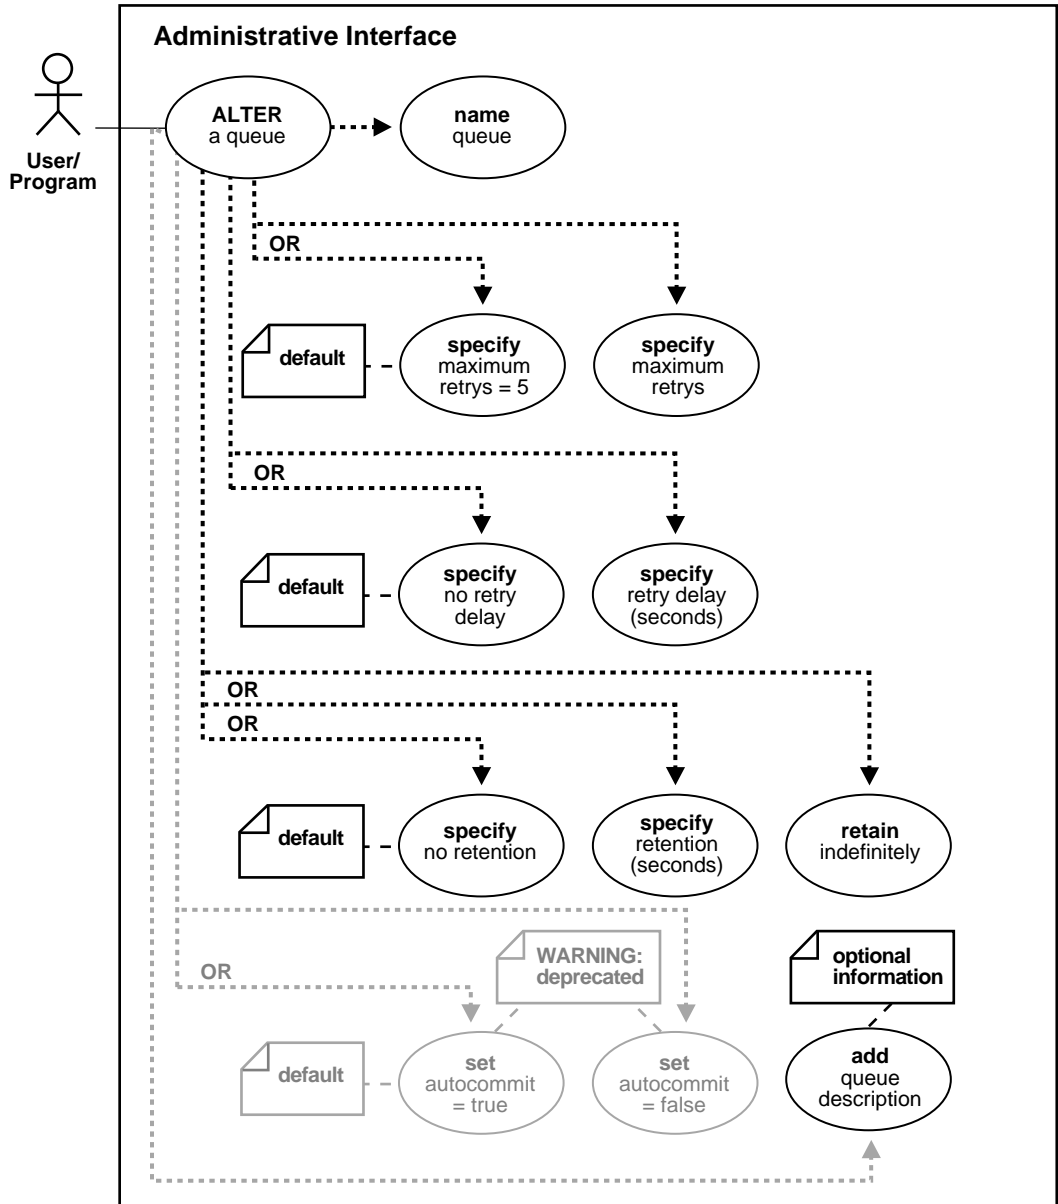 Administrative Interface
User/
Program
ALTER
a queue
name
queue
OR
default
specify
maximum
retrys = 5
specify
maximum
retrys
OR
default
specify
no retry
delay
specify
retry delay
(seconds)
OR
OR
default
specify
no retention
specify
retention
(seconds)
retain
indefinitely
OR
WARNING:
deprecated
optional
information
default
set
autocommit
= true
set
autocommit
= false
add
queue
description